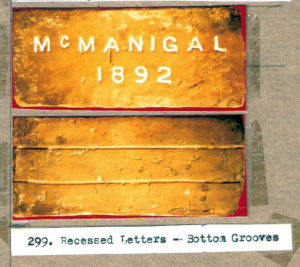 McMANIGAL
1892
299. Recessed Letters -- Bottom Grooves